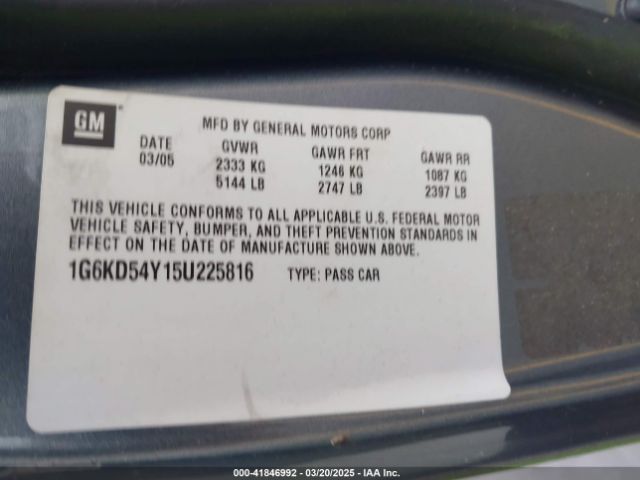 GM
MFD BY GENERAL MOTORS CORP
DATE GVWR GAWR FRT GAWR RR
03/05 2333 KG 1246 KG 1087 KG
5144 LB 2747 LB 2397 LB
THIS VEHICLE CONFORMS TO ALL APPLICABLE U.S. FEDERAL MOTOR
VEHICLE SAFETY, BUMPER, AND THEFT PREVENTION STANDARDS IN
EFFECT ON THE DATE OF MANUFACTURE SHOWN ABOVE.
1G6KD54Y15U225816 TYPE: PASS CAR
000-41846992 | 03/20/2025 | IAA Inc.